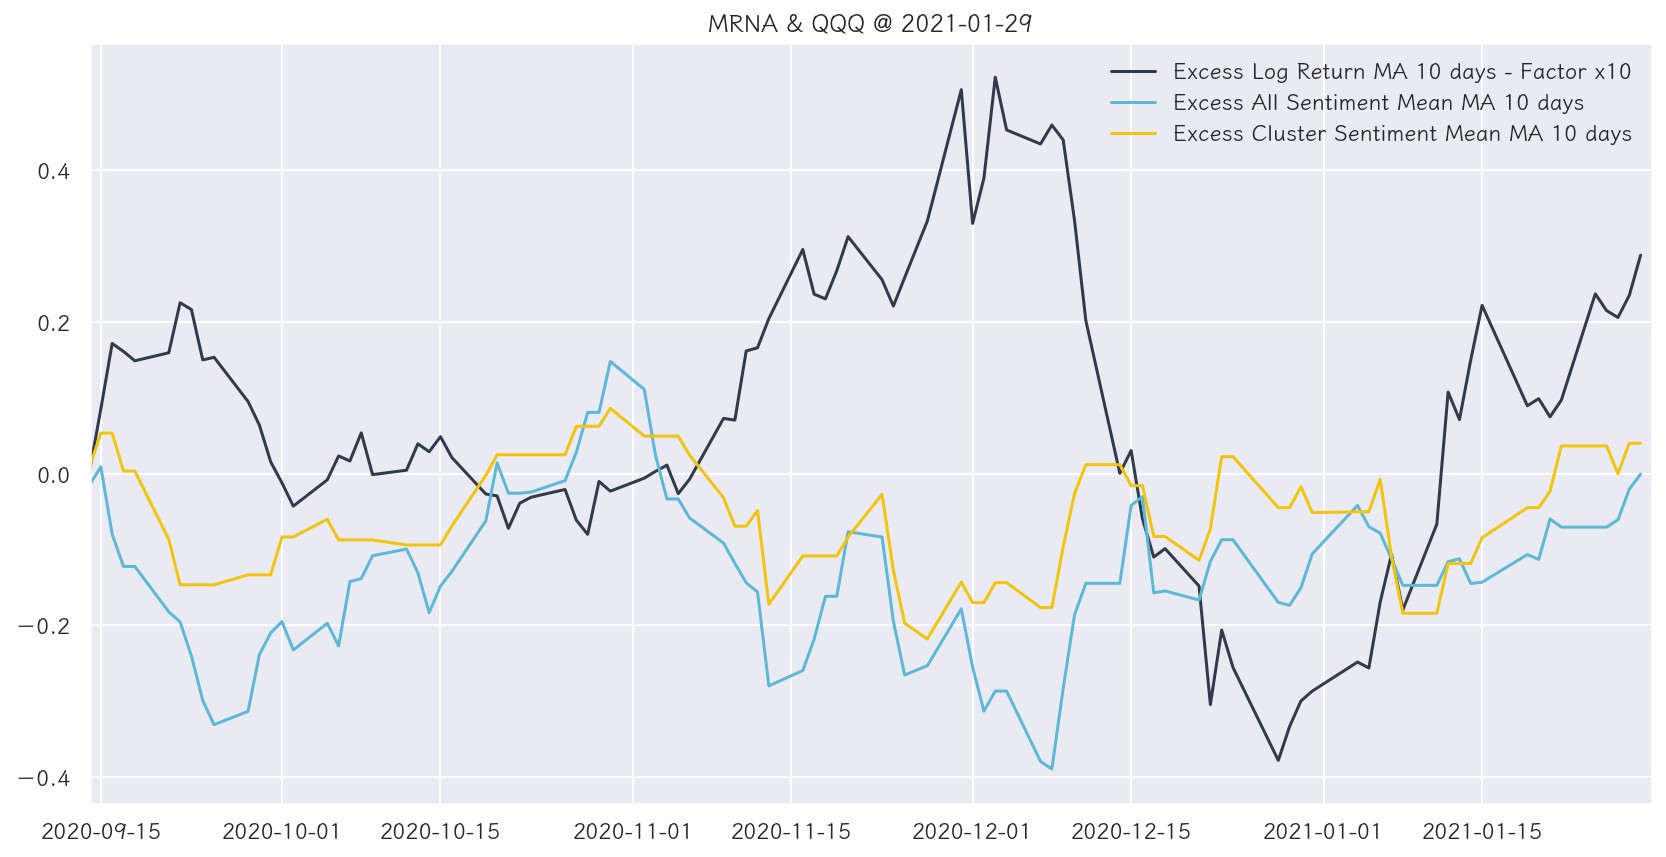 MRNA & QQQ @ 2021-01-29
Excess Log Return MA 10 days - Factor x10
Excess All Sentiment Mean MA 10 days
Excess Cluster Sentiment Mean MA 10 days
0.4
0.2
0.0
−0.2
−0.4
2020-09-15 2020-10-01 2020-10-15 2020-11-01 2020-11-15 2020-12-01 2020-12-15 2021-01-01 2021-01-15